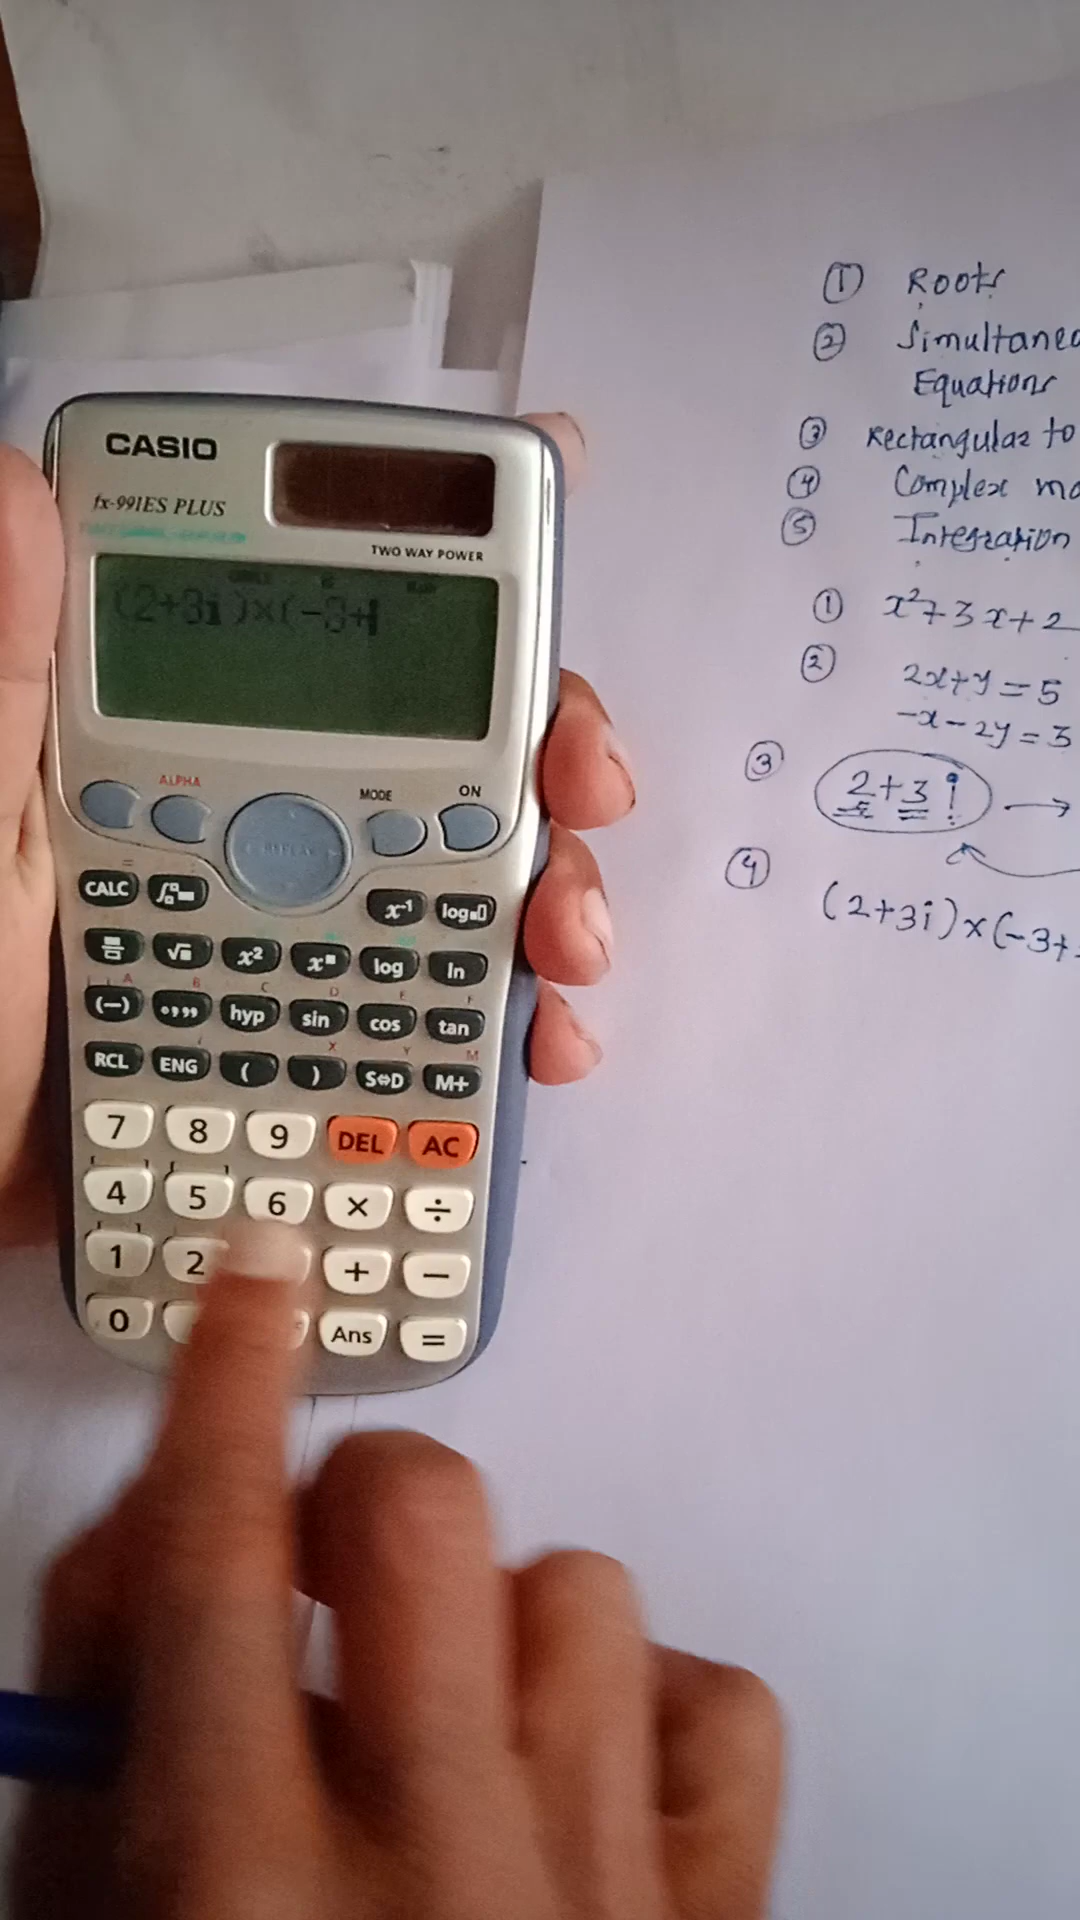 CASIO
fx-991ES PLUS
TWO WAY POWER
(2+3i)×(-3+
ALPHA
MODE
ON
REPLAY
CALC
x⁻¹
log
√
x²
x
log
ln
A B C D E F
(−)
hyp
sin
cos
tan
X Y M
RCL
ENG
(
)
S⇔D
M+
7
8
9
DEL
AC
4
5
6
×
÷
1
2
+
−
0
Ans
=
① Roots
② Simultaneo
Equations
③ Rectangular to
④ Complex ma
⑤ Integration
① x²+3x+2
② 2x+y=5
-x-2y=3
③ 2+3i →
④ (2+3i)×(-3+